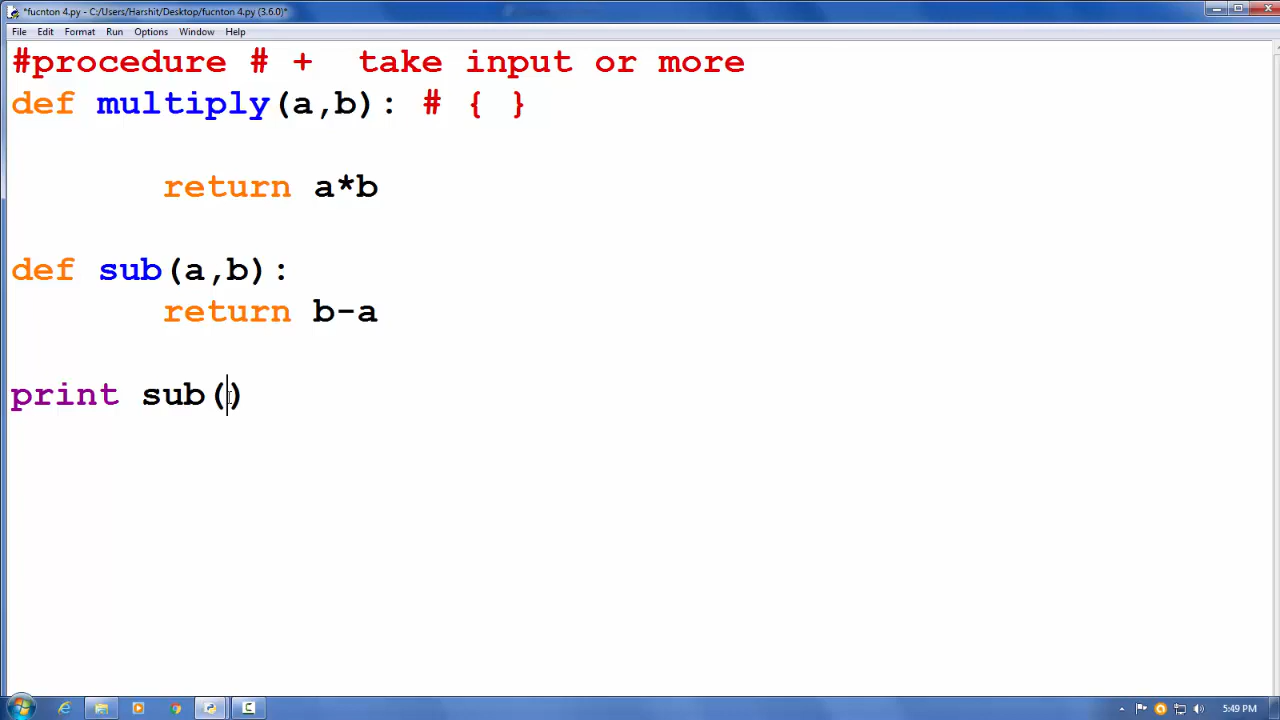 *fucnton 4.py - C:/Users/Harshit/Desktop/fucnton 4.py (3.6.0)*
File Edit Format Run Options Window Help
#procedure # + take input or more
def multiply(a,b): # { }
return a*b
def sub(a,b):
return b-a
print sub()
5:49 PM